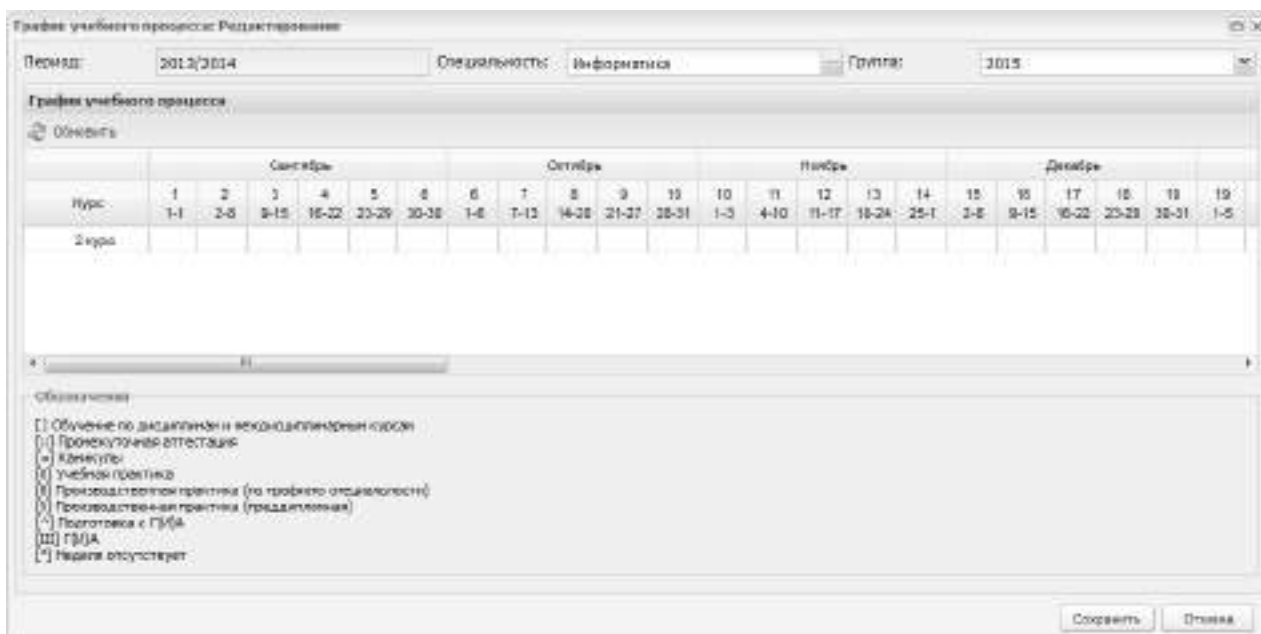 График учебного процесса: Редактирование
Период: 2013/2014 Специальность: Информатика Группа: 2015
График учебного процесса
Обновить
Сентябрь Октябрь Ноябрь Декабрь
Курс 1 2 3 4 5 6 6 7 8 9 10 10 11 12 13 14 15 16 17 18 19 19
1-1 2-8 9-15 16-22 23-29 30-30 1-6 7-13 14-20 21-27 28-31 1-3 4-10 11-17 18-24 25-1 2-8 9-15 16-22 23-29 30-31 1-5
2 курс
Обозначения
[ ] Обучение по дисциплинам и междисциплинарным курсам
[::] Промежуточная аттестация
[=] Каникулы
Учебная практика
Производственная практика (по профилю специальности)
Производственная практика (преддипломная)
[^] Подготовка к Г(И)А
[III] Г(И)А
[*] Неделя отсутствует
Сохранить Отмена